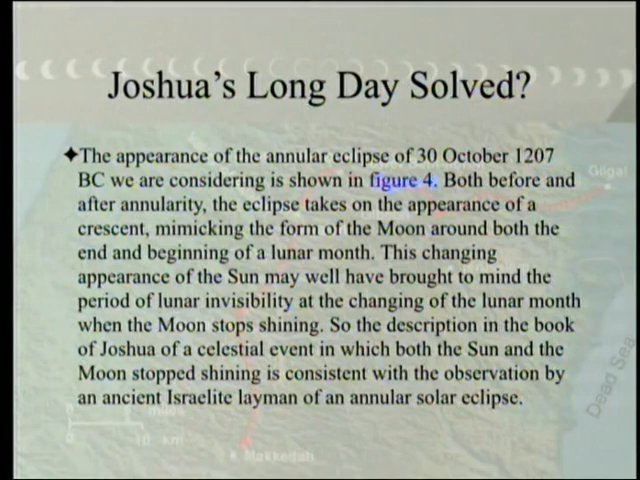 Joshua's Long Day Solved?
✦The appearance of the annular eclipse of 30 October 1207
BC we are considering is shown in figure 4. Both before and
after annularity, the eclipse takes on the appearance of a
crescent, mimicking the form of the Moon around both the
end and beginning of a lunar month. This changing
appearance of the Sun may well have brought to mind the
period of lunar invisibility at the changing of the lunar month
when the Moon stops shining. So the description in the book
of Joshua of a celestial event in which both the Sun and the
Moon stopped shining is consistent with the observation by
an ancient Israelite layman of an annular solar eclipse.
Gilgal
Dead Sea
miles
10 km
Makkedah